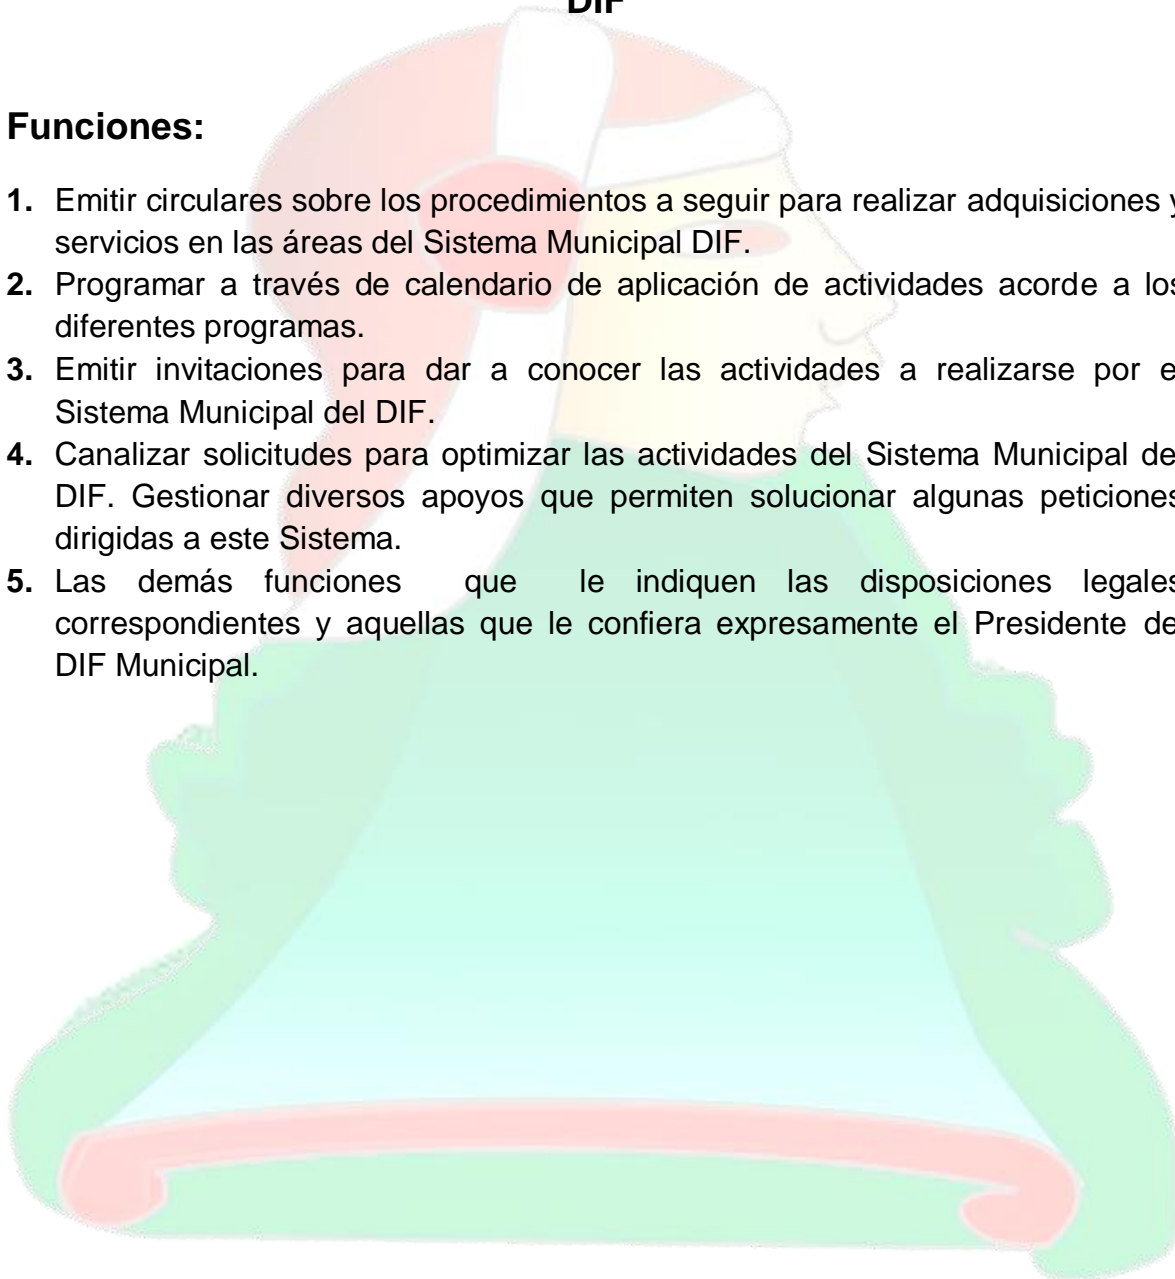 DIF
Funciones:
1. Emitir circulares sobre los procedimientos a seguir para realizar adquisiciones y
servicios en las áreas del Sistema Municipal DIF.
2. Programar a través de calendario de aplicación de actividades acorde a los
diferentes programas.
3. Emitir invitaciones para dar a conocer las actividades a realizarse por el
Sistema Municipal del DIF.
4. Canalizar solicitudes para optimizar las actividades del Sistema Municipal del
DIF. Gestionar diversos apoyos que permiten solucionar algunas peticiones
dirigidas a este Sistema.
5. Las demás funciones que le indiquen las disposiciones legales
correspondientes y aquellas que le confiera expresamente el Presidente del
DIF Municipal.